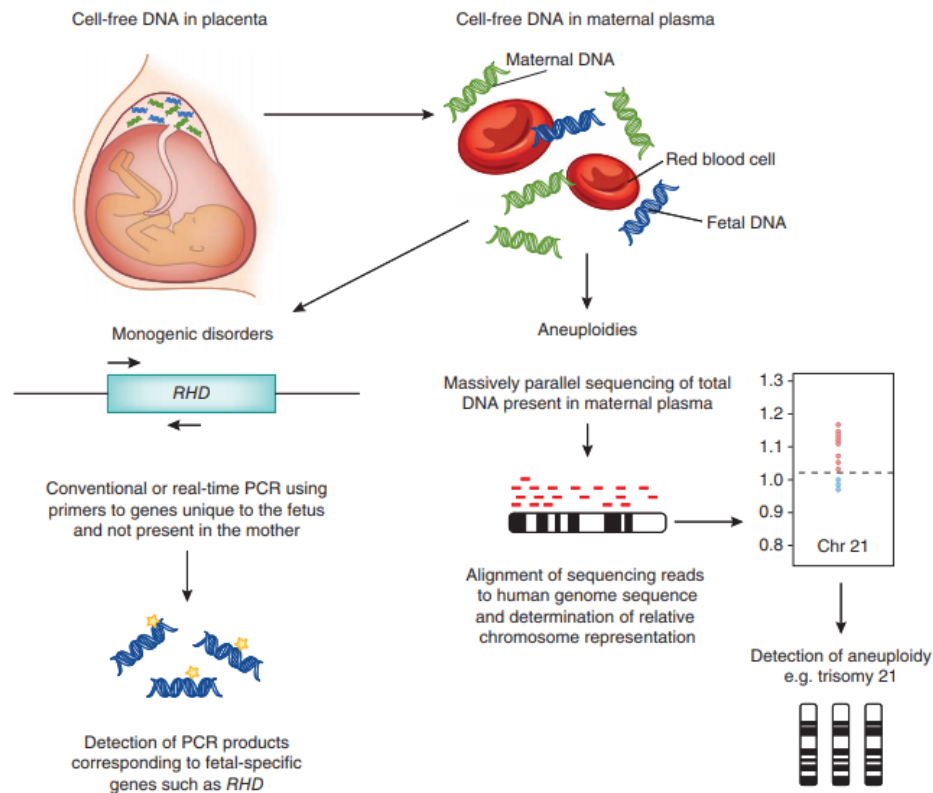 Cell-free DNA in placenta
Cell-free DNA in maternal plasma
Maternal DNA
Red blood cell
Fetal DNA
Monogenic disorders
RHD
Conventional or real-time PCR using
primers to genes unique to the fetus
and not present in the mother
Detection of PCR products
corresponding to fetal-specific
genes such as RHD
Aneuploidies
Massively parallel sequencing of total
DNA present in maternal plasma
Alignment of sequencing reads
to human genome sequence
and determination of relative
chromosome representation
1.3
1.2
1.1
1.0
0.9
0.8
Chr 21
Detection of aneuploidy
e.g. trisomy 21